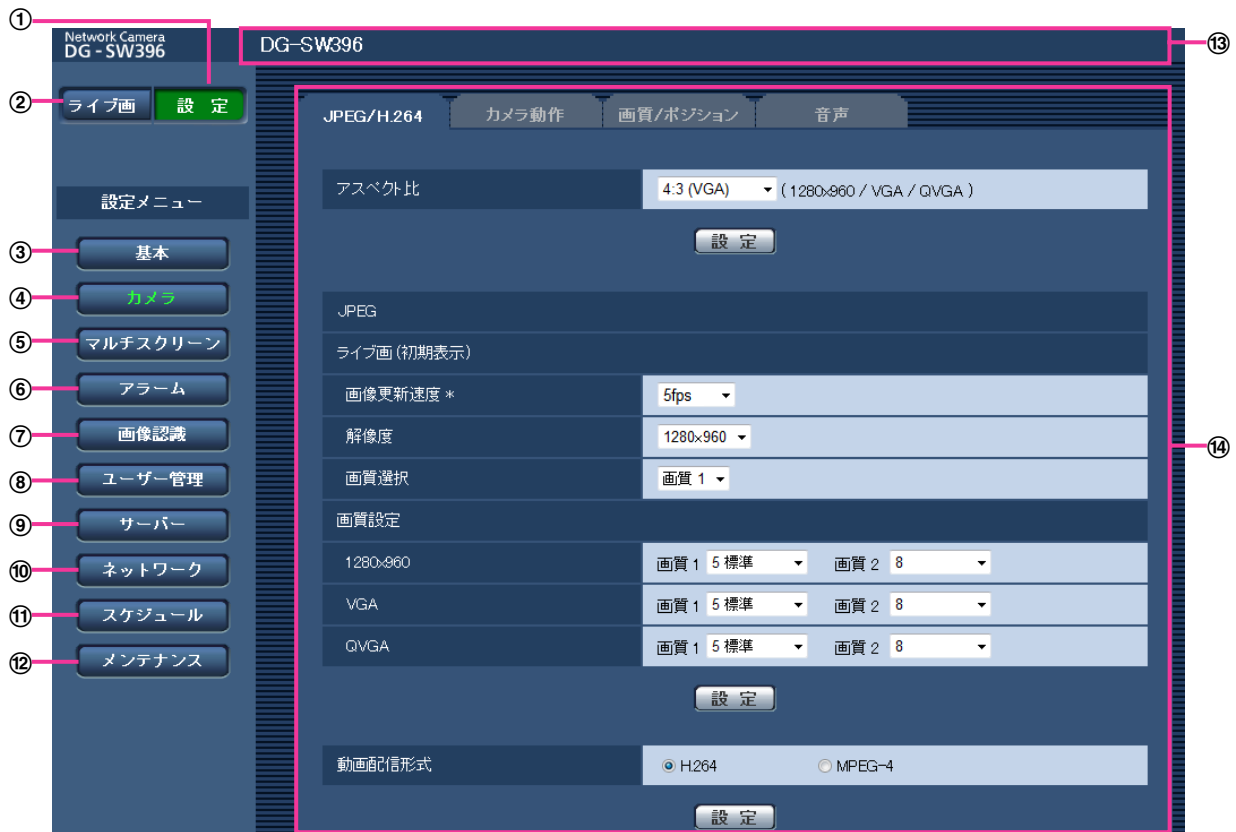 ①
Network Camera
DG-SW396
DG-SW396
⑬
② ライブ画 設 定
JPEG/H.264 カメラ動作 画質/ポジション 音声
アスペクト比 4:3 (VGA) ( 1280x960 / VGA / QVGA )
設 定
設定メニュー
③ 基本
④ カメラ
⑤ マルチスクリーン
⑥ アラーム
⑦ 画像認識
⑧ ユーザー管理
⑨ サーバー
⑩ ネットワーク
⑪ スケジュール
⑫ メンテナンス
JPEG
ライブ画 (初期表示)
画像更新速度 * 5fps
解像度 1280x960
⑭
画質選択 画質 1
画質設定
1280x960 画質 1 5 標準 画質 2 8
VGA 画質 1 5 標準 画質 2 8
QVGA 画質 1 5 標準 画質 2 8
設 定
動画配信形式 H.264 MPEG-4
設 定